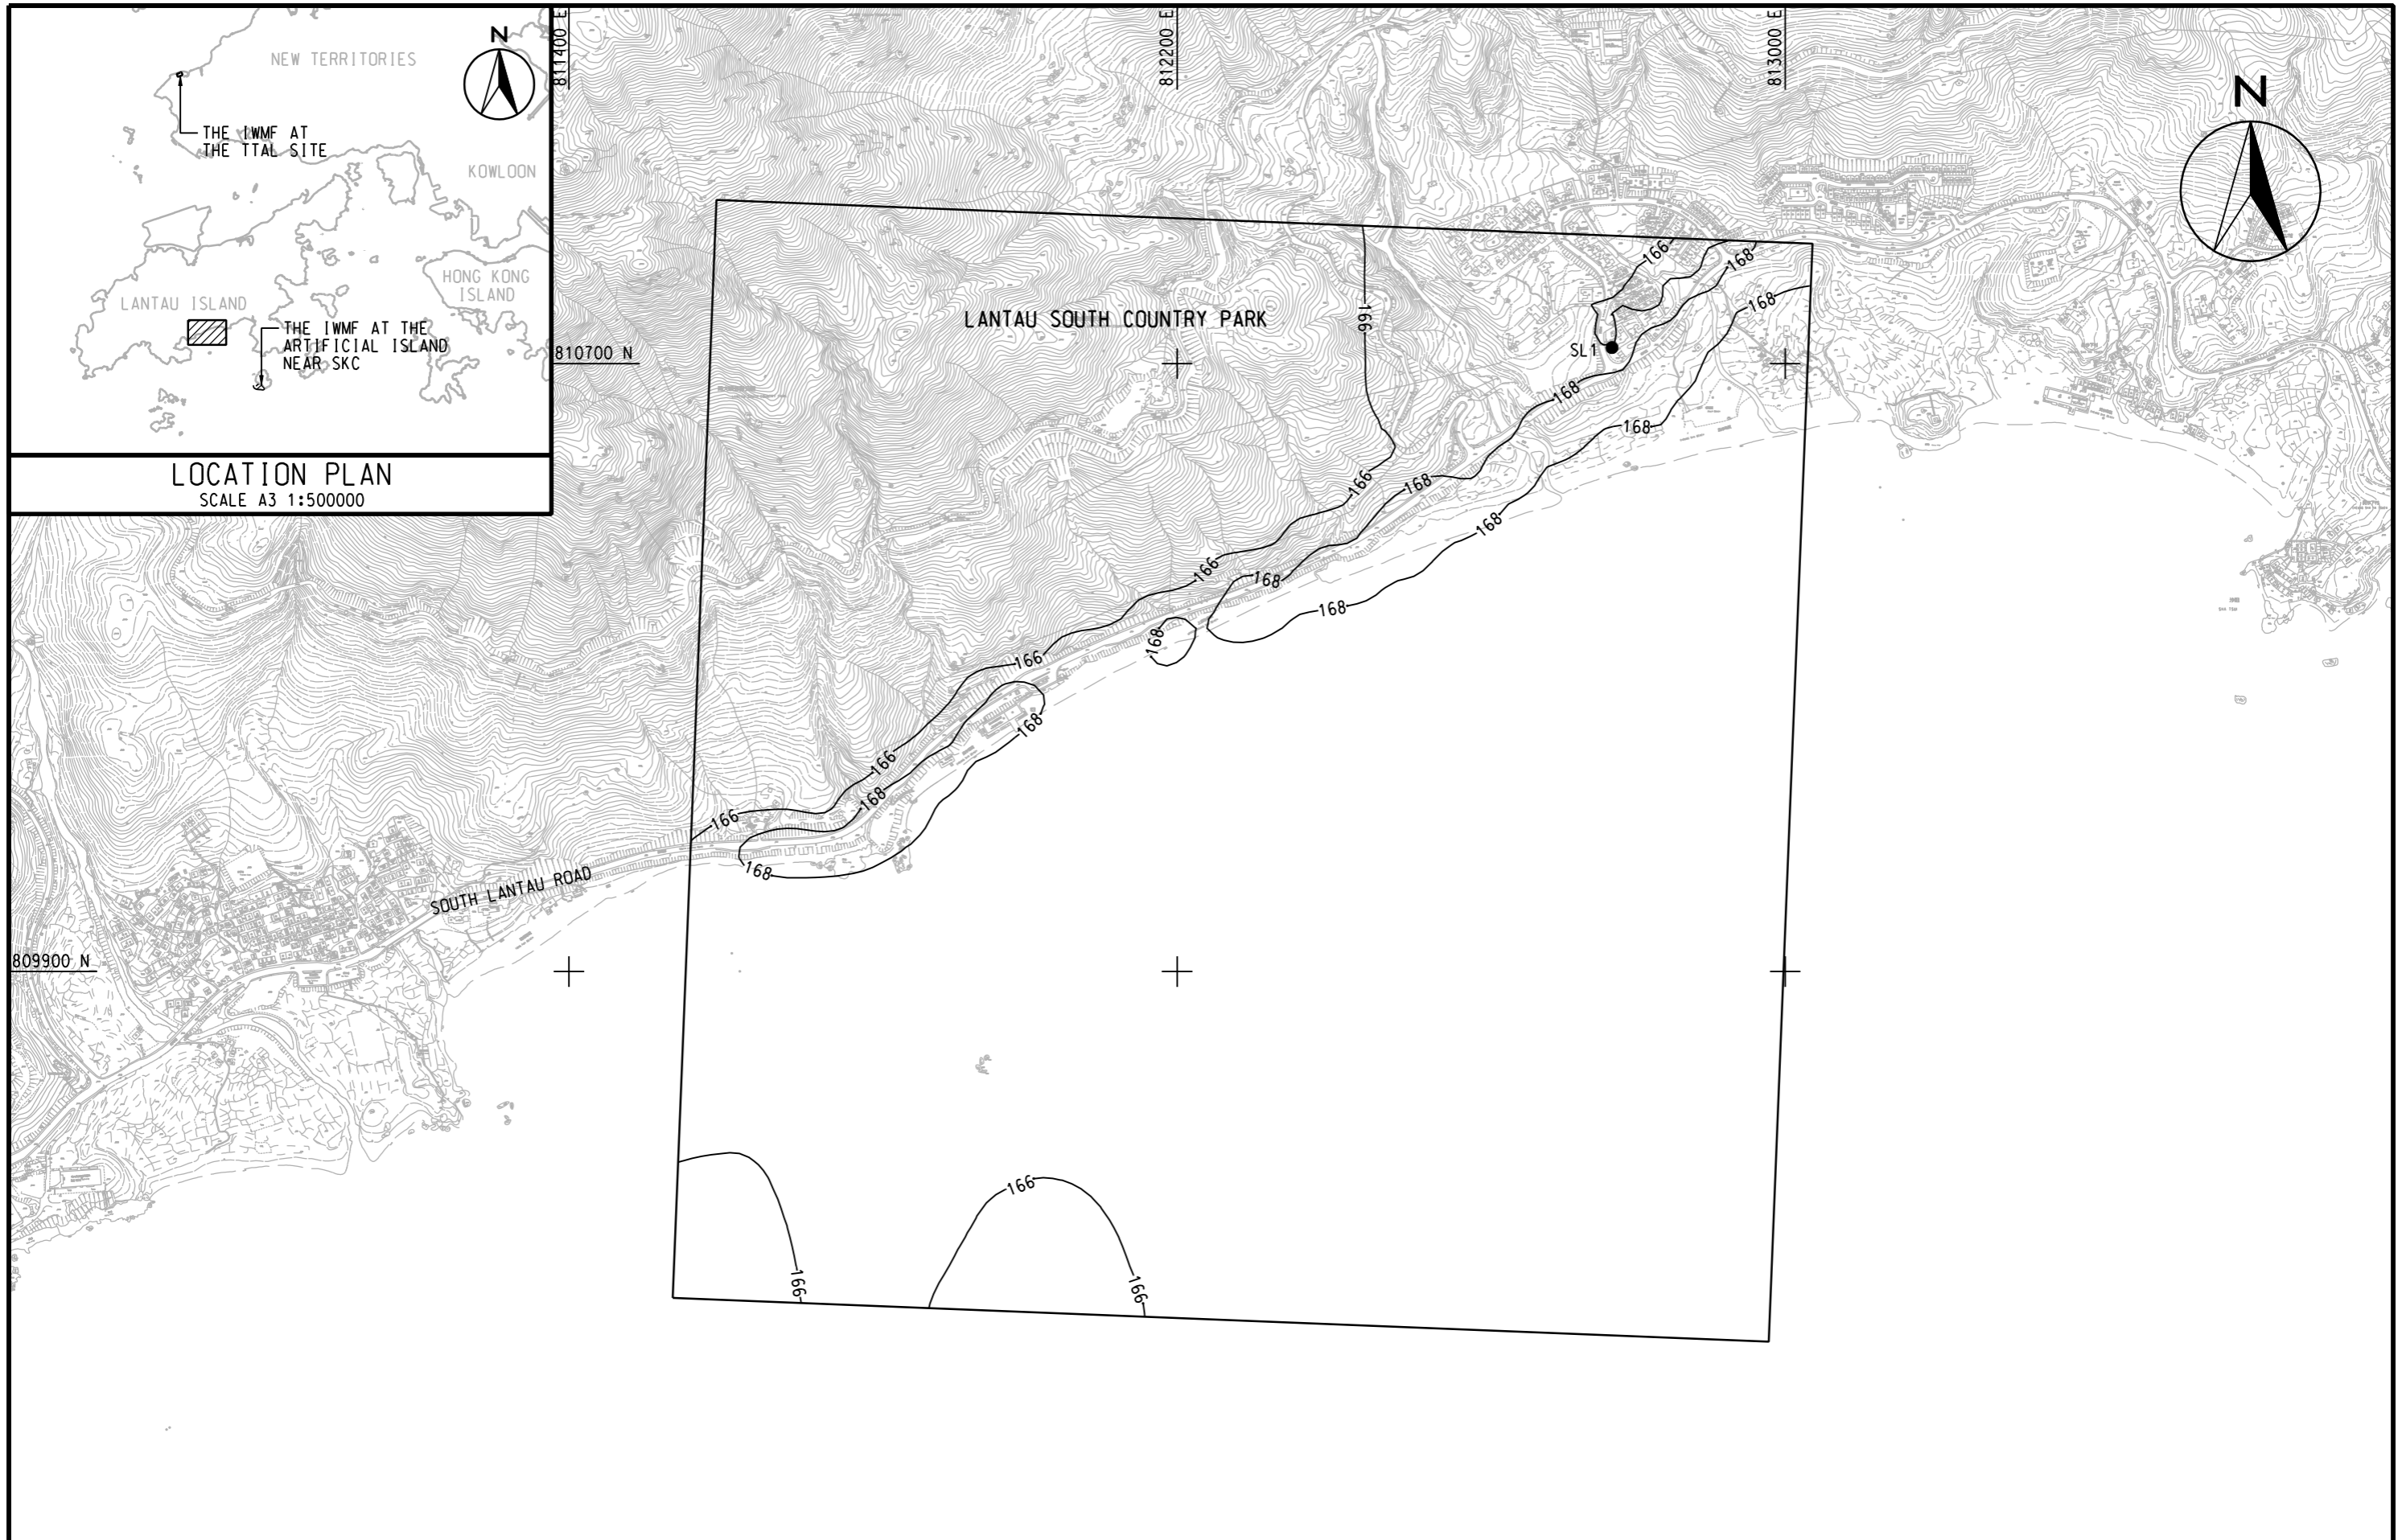 N
NEW TERRITORIES
THE IWMF AT
THE TTAL SITE
KOWLOON
HONG KONG
ISLAND
LANTAU ISLAND
THE IWMF AT THE
ARTIFICIAL ISLAND
NEAR SKC
LOCATION PLAN
SCALE A3 1:500000
811400 E
812200 E
813000 E
N
166
168
168
166
LANTAU SOUTH COUNTRY PARK
SL1
810700 N
168
168
166
168
168
166
168
168
168
166
168
166
168
166
168
SOUTH LANTAU ROAD
809900 N
166
166
166